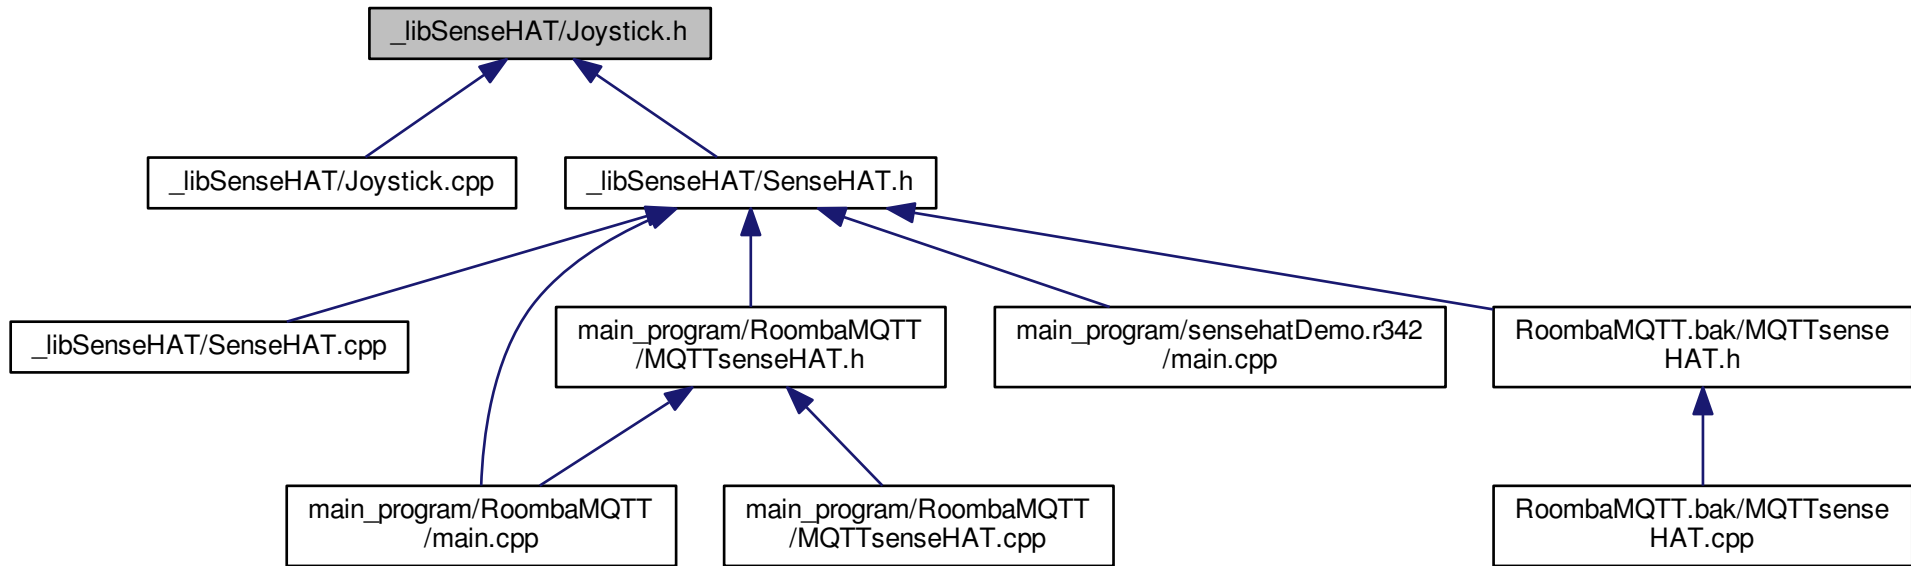 _libSenseHAT/Joystick.h
_libSenseHAT/Joystick.cpp
_libSenseHAT/SenseHAT.h
_libSenseHAT/SenseHAT.cpp
main_program/RoombaMQTT
/MQTTsenseHAT.h
main_program/sensehatDemo.r342
/main.cpp
RoombaMQTT.bak/MQTTsense
HAT.h
main_program/RoombaMQTT
/main.cpp
main_program/RoombaMQTT
/MQTTsenseHAT.cpp
RoombaMQTT.bak/MQTTsense
HAT.cpp